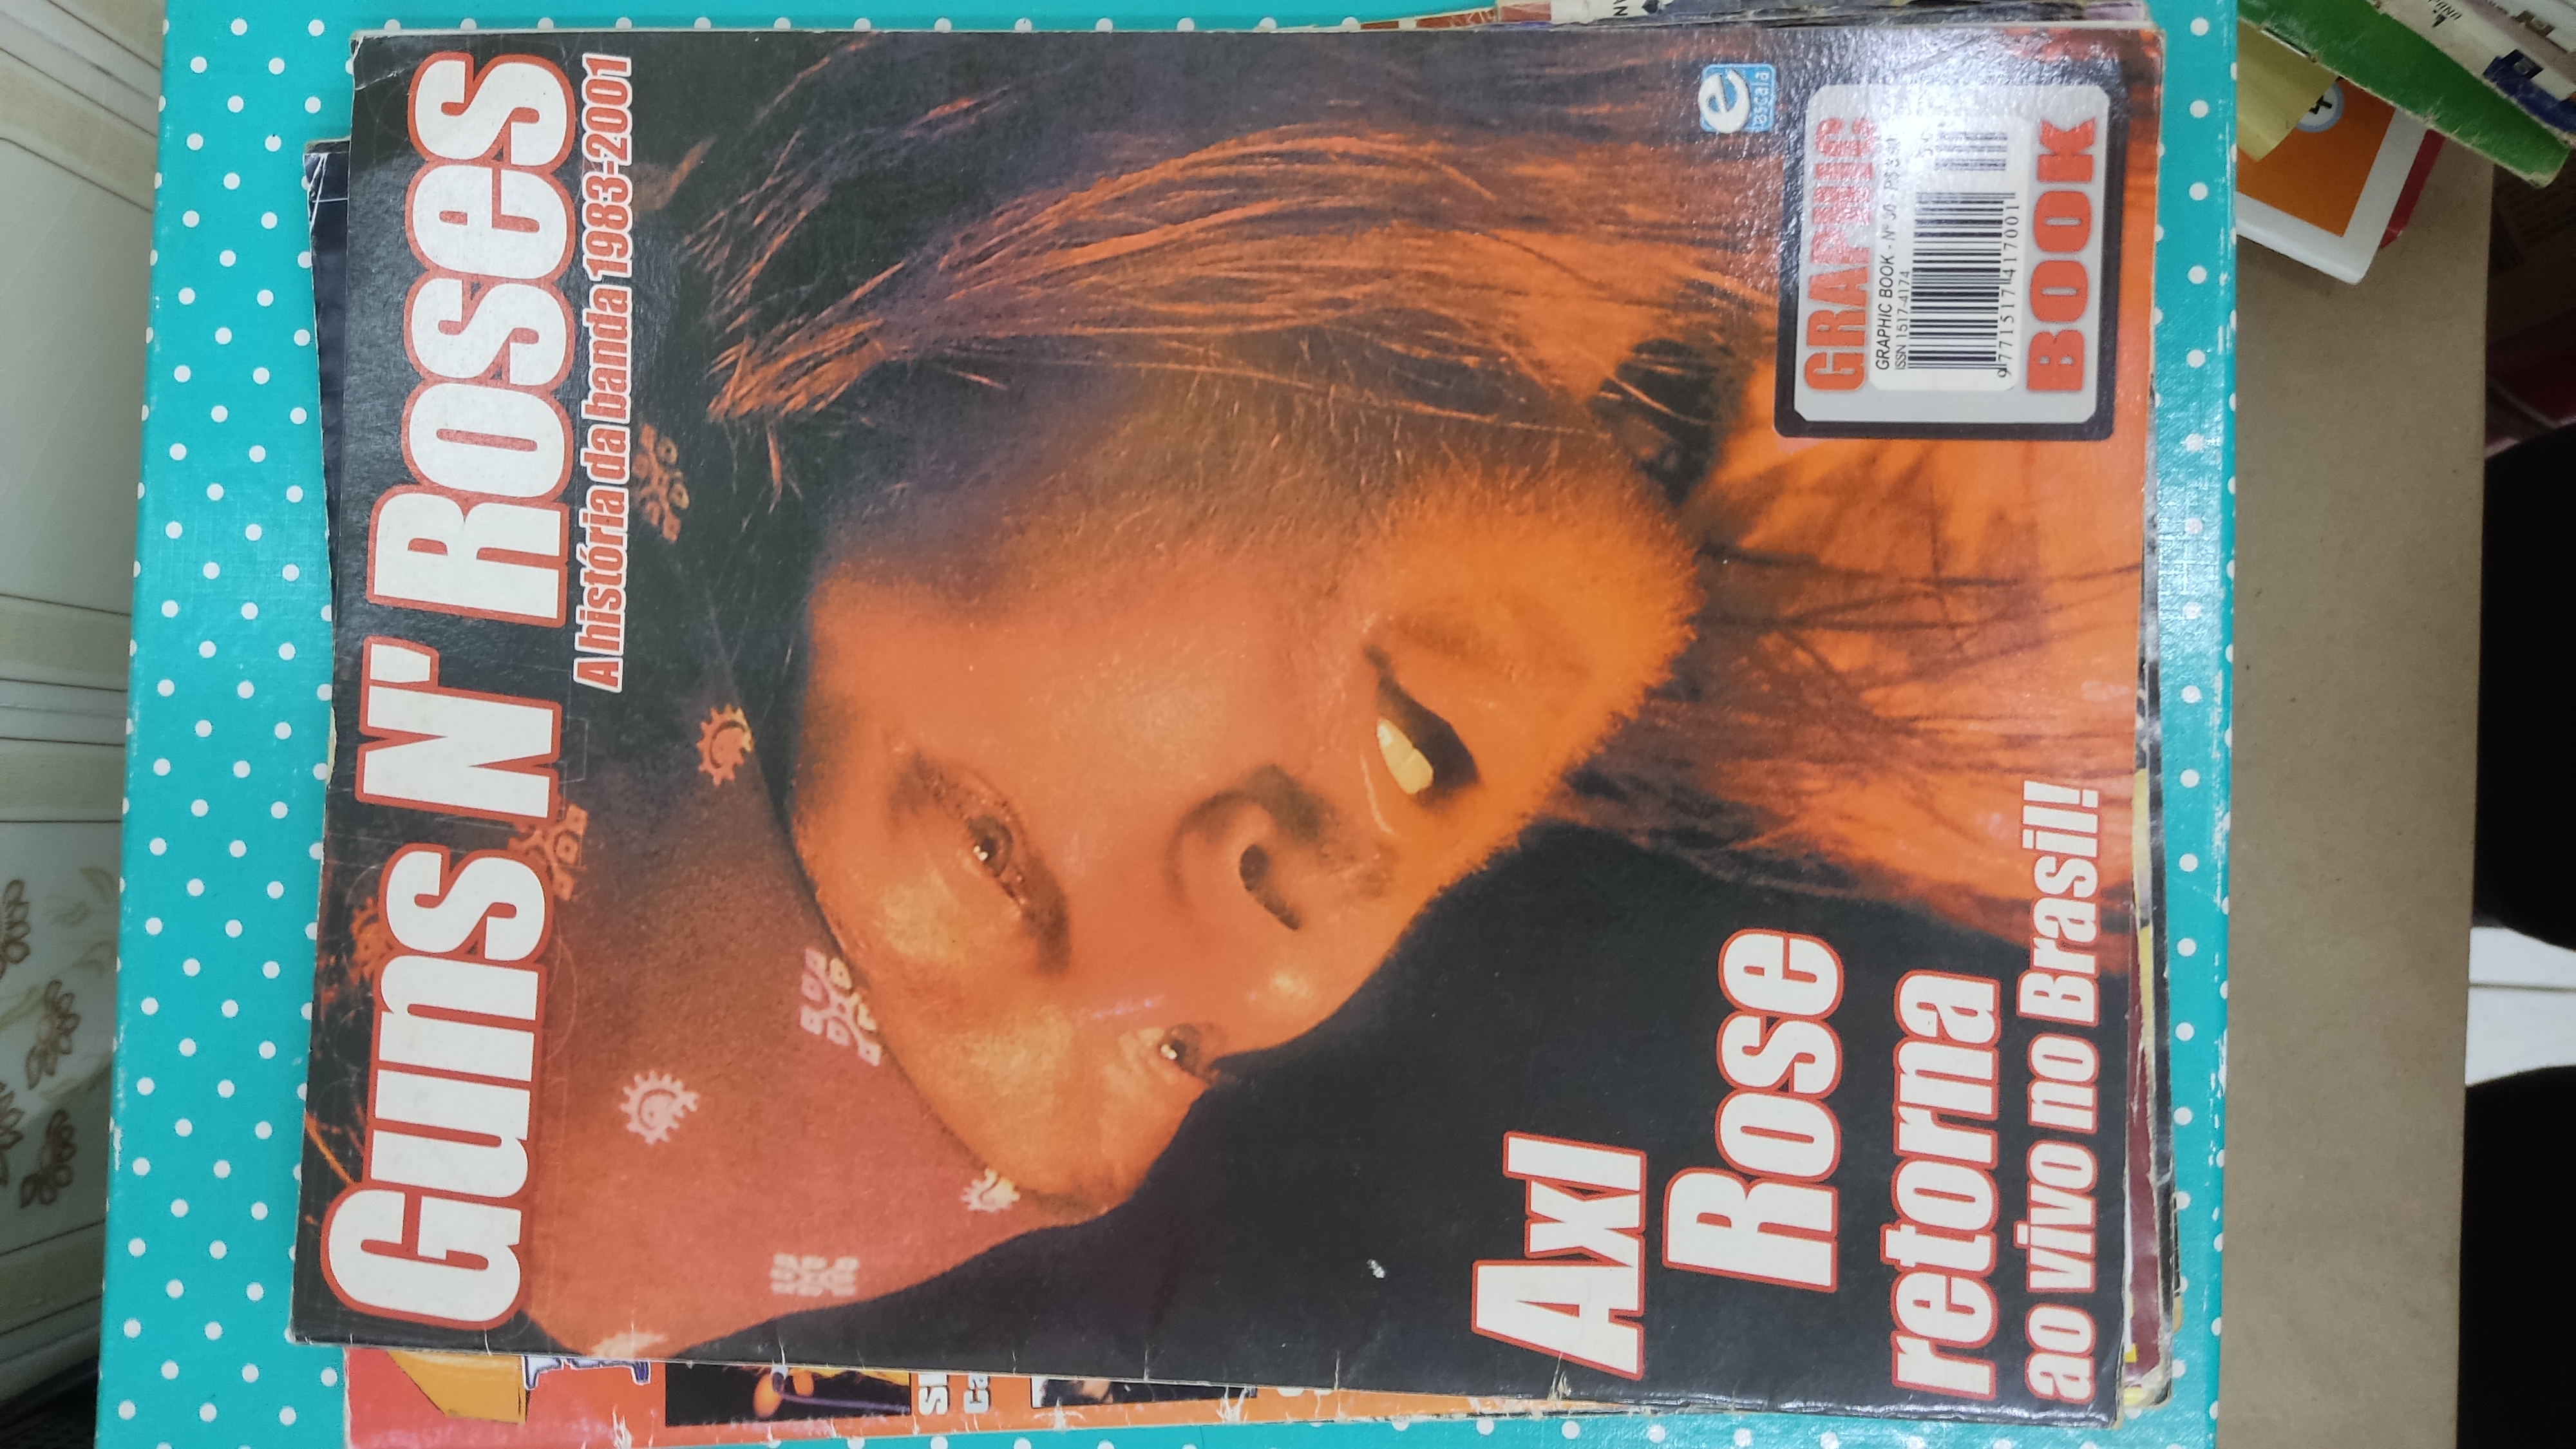 Guns N' Roses
A história da banda 1983-2001
Axl
Rose
retorna
ao vivo no Brasil!
e
escala
GRAPHIC
GRAPHIC BOOK - Nº 30 - R$
ISSN 1517-4174
9 771517 417001
BOOK